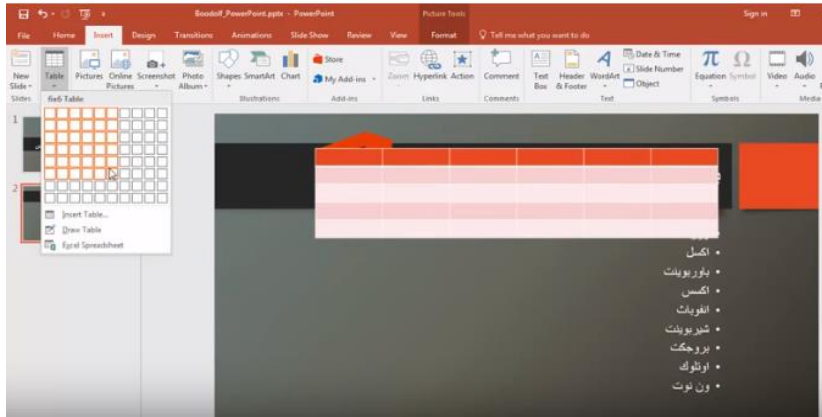 Boodolf_PowerPoint.pptx - PowerPoint
Picture Tools
Sign in
File Home Insert Design Transitions Animations Slide Show Review View Format Tell me what you want to do
New Slide
Table
Pictures
Online Pictures
Screenshot
Photo Album
Shapes
SmartArt
Chart
Store
My Add-ins
Zoom
Hyperlink
Action
Comment
Text Box
Header & Footer
WordArt
Date & Time
Slide Number
Object
Equation
Symbol
Video
Audio
Slides
Illustrations
Add-ins
Links
Comments
Text
Symbols
Media
6x6 Table
Insert Table...
Draw Table
Excel Spreadsheet
1
2
• اكسل
• باوربوينت
• اكسس
• انفوبات
• شيربوينت
• بروجكت
• اوتلوك
• ون نوت